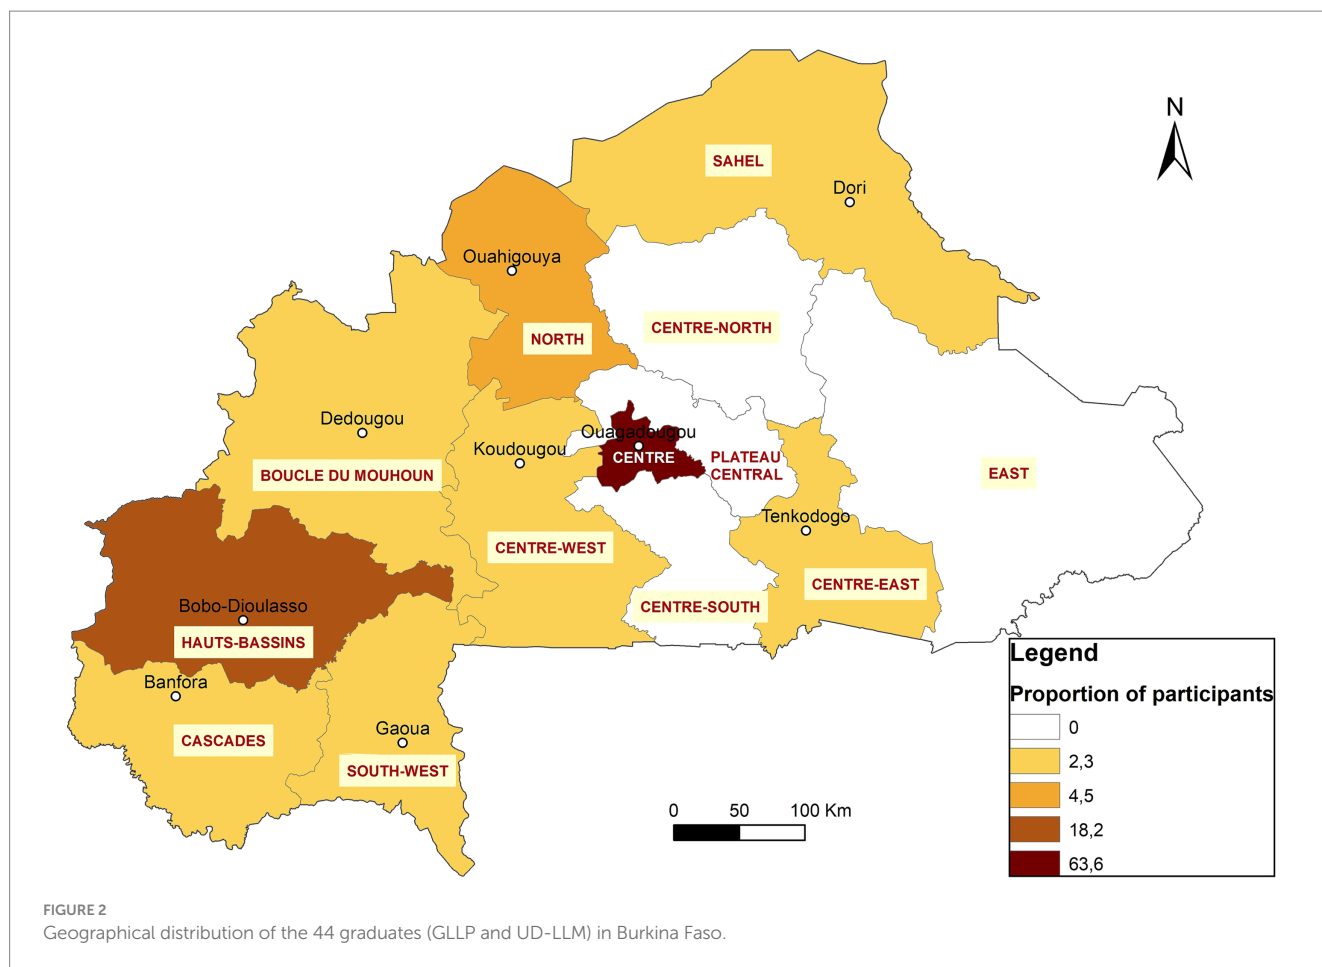 N
SAHEL
Dori
Ouahigouya
NORTH
CENTRE-NORTH
Dedougou
Koudougou
Ouagadougou
CENTRE
PLATEAU
CENTRAL
BOUCLE DU MOUHOUN
EAST
Tenkodogo
CENTRE-WEST
CENTRE-EAST
CENTRE-SOUTH
Bobo-Dioulasso
HAUTS-BASSINS
Banfora
CASCADES
Gaoua
SOUTH-WEST
0 50 100 Km
Legend
Proportion of participants
0
2,3
4,5
18,2
63,6
FIGURE 2
Geographical distribution of the 44 graduates (GLLP and UD-LLM) in Burkina Faso.